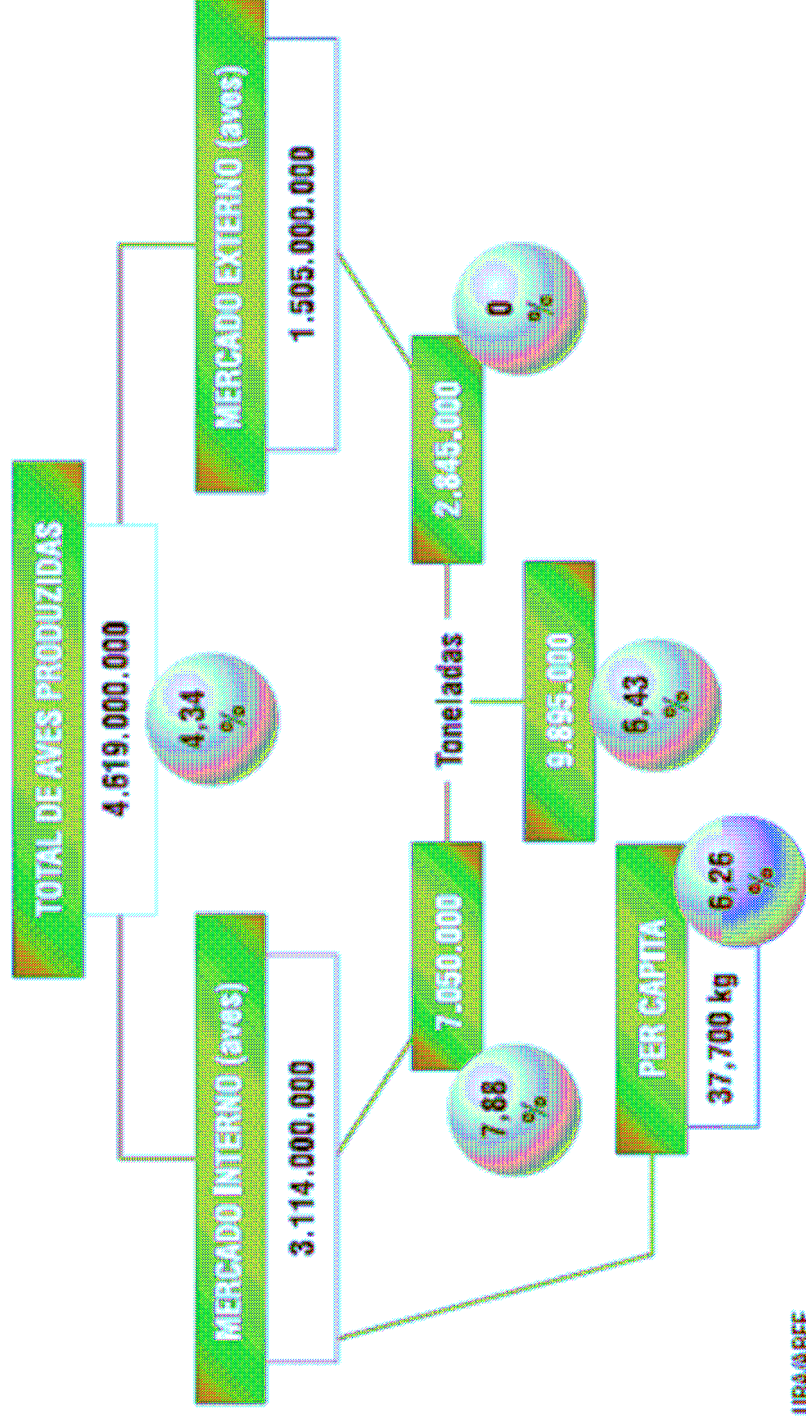 TOTAL DE AVES PRODUZIDAS
4.619.000.000
4,34
%
MERCADO INTERNO (aves)
3.114.000.000
MERCADO EXTERNO (aves)
1.505.000.000
7.050.000
7,88
%
Toneladas
2.845.000
0
%
9.895.000
6,43
%
PER CAPITA
37,700 kg
6,26
%